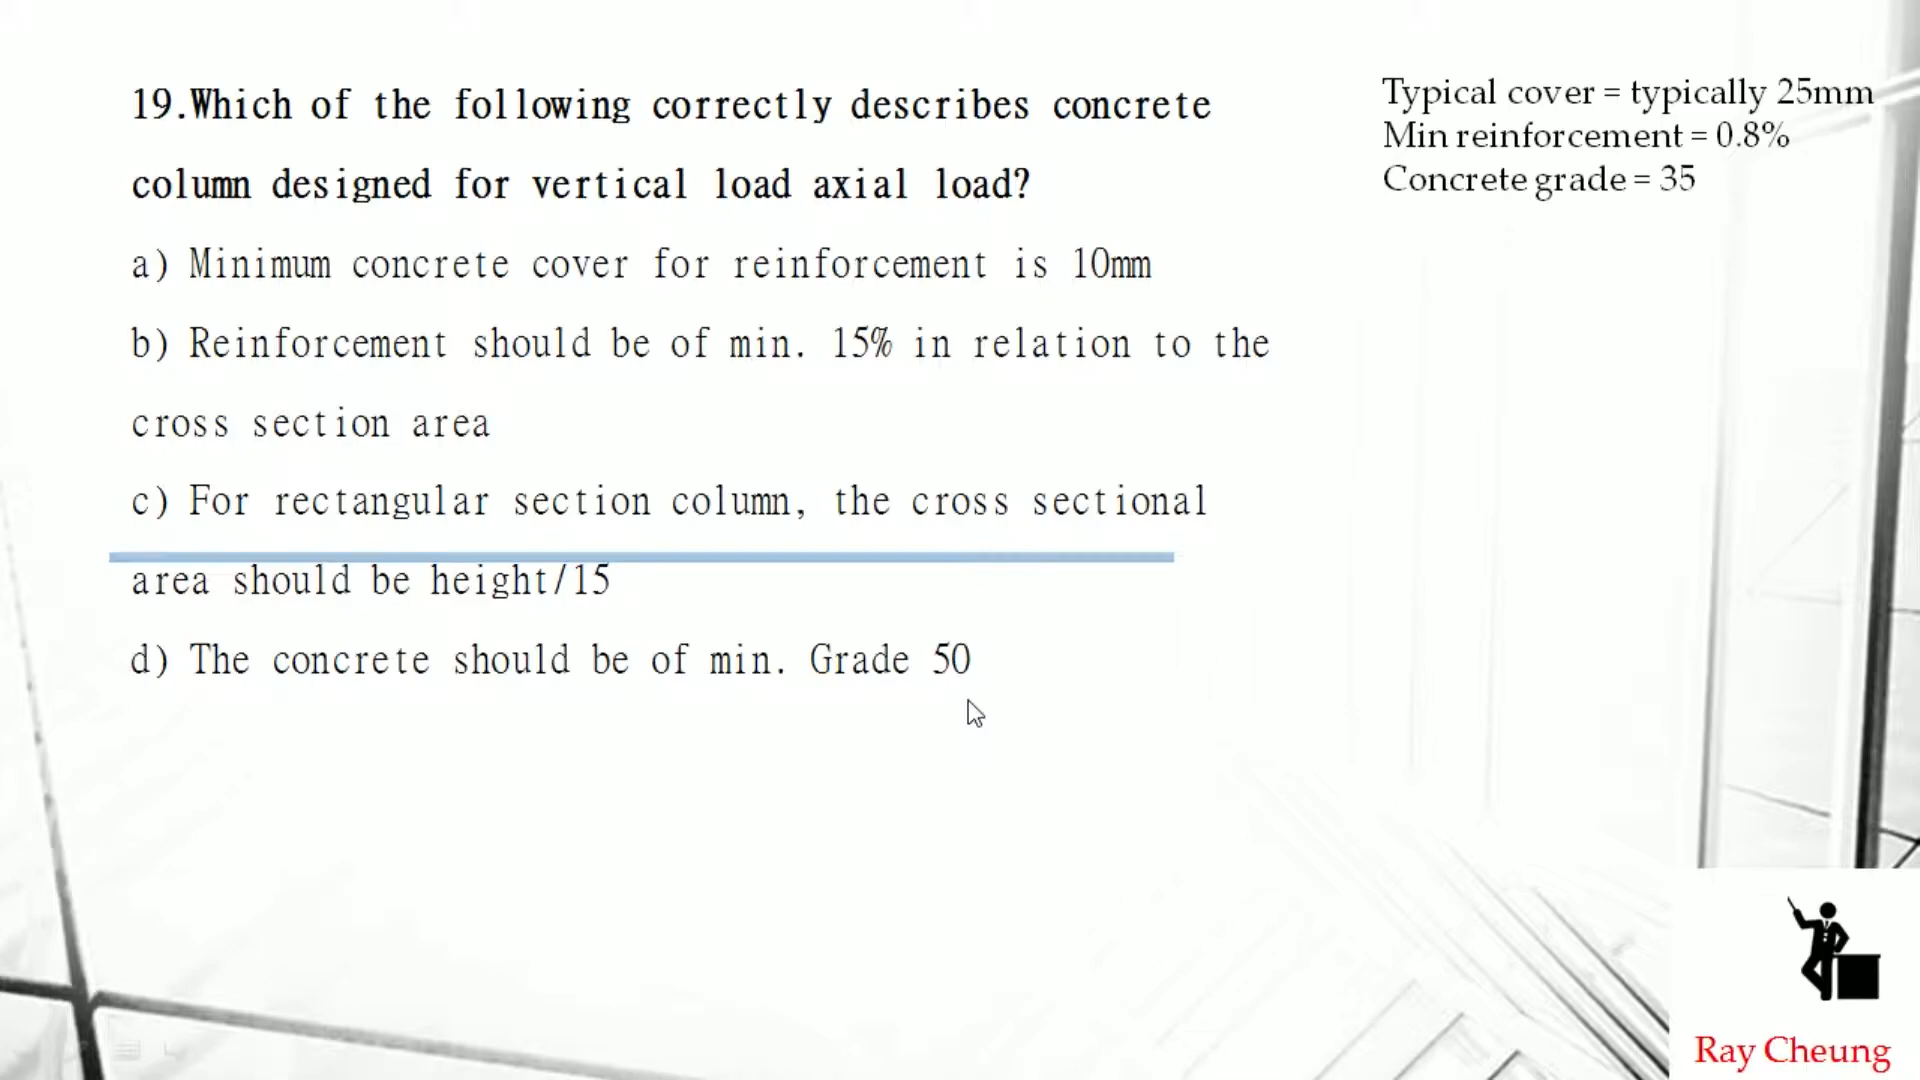 19.Which of the following correctly describes concrete
column designed for vertical load axial load?
a) Minimum concrete cover for reinforcement is 10mm
b) Reinforcement should be of min. 15% in relation to the
cross section area
c) For rectangular section column, the cross sectional
area should be height/15
d) The concrete should be of min. Grade 50
Typical cover = typically 25mm
Min reinforcement = 0.8%
Concrete grade = 35
Ray Cheung